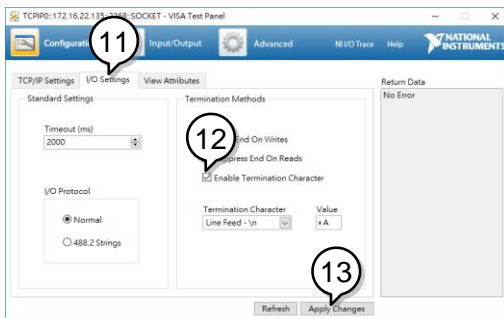 TCPIP0::172.16.22.135::2268::SOCKET - VISA Test Panel
Configurati
11
Input/Output
Advanced
NI I/O Trace
Help
NATIONAL INSTRUMENTS
TCP/IP Settings
I/O Settings
View Attributes
Return Data
No Error
Standard Settings
Timeout (ms)
2000
I/O Protocol
Normal
488.2 Strings
Termination Methods
12
End On Writes
ppress End On Reads
Enable Termination Character
Termination Character
Value
Line Feed - \n
xA
13
Refresh
Apply Changes